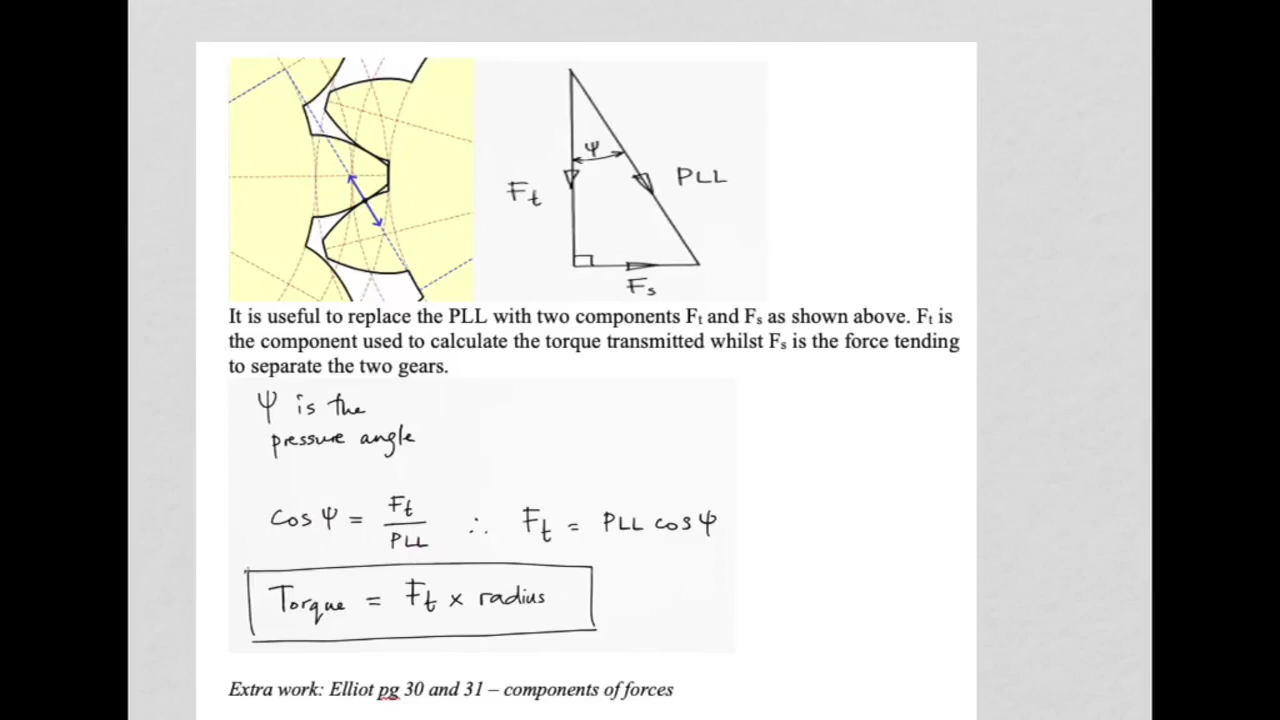 ψ
Fₜ
PLL
Fₛ
It is useful to replace the PLL with two components Fₜ and Fₛ as shown above. Fₜ is
the component used to calculate the torque transmitted whilst Fₛ is the force tending
to separate the two gears.
ψ is the
pressure angle
cos ψ = Fₜ / PLL ∴ Fₜ = PLL cos ψ
Torque = Fₜ × radius
Extra work: Elliot pg 30 and 31 – components of forces